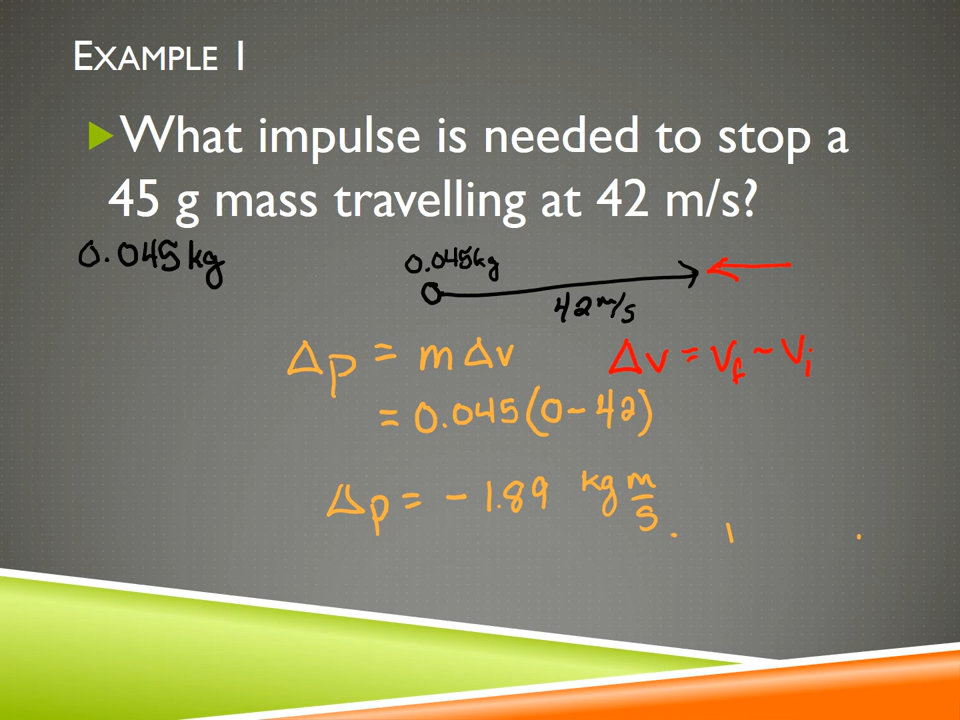 EXAMPLE 1
What impulse is needed to stop a
45 g mass travelling at 42 m/s?
0.045 kg
0.045kg
42 m/s
Δp = mΔv
Δv = Vf - Vi
= 0.045(0-42)
Δp = -1.89 kg m/s